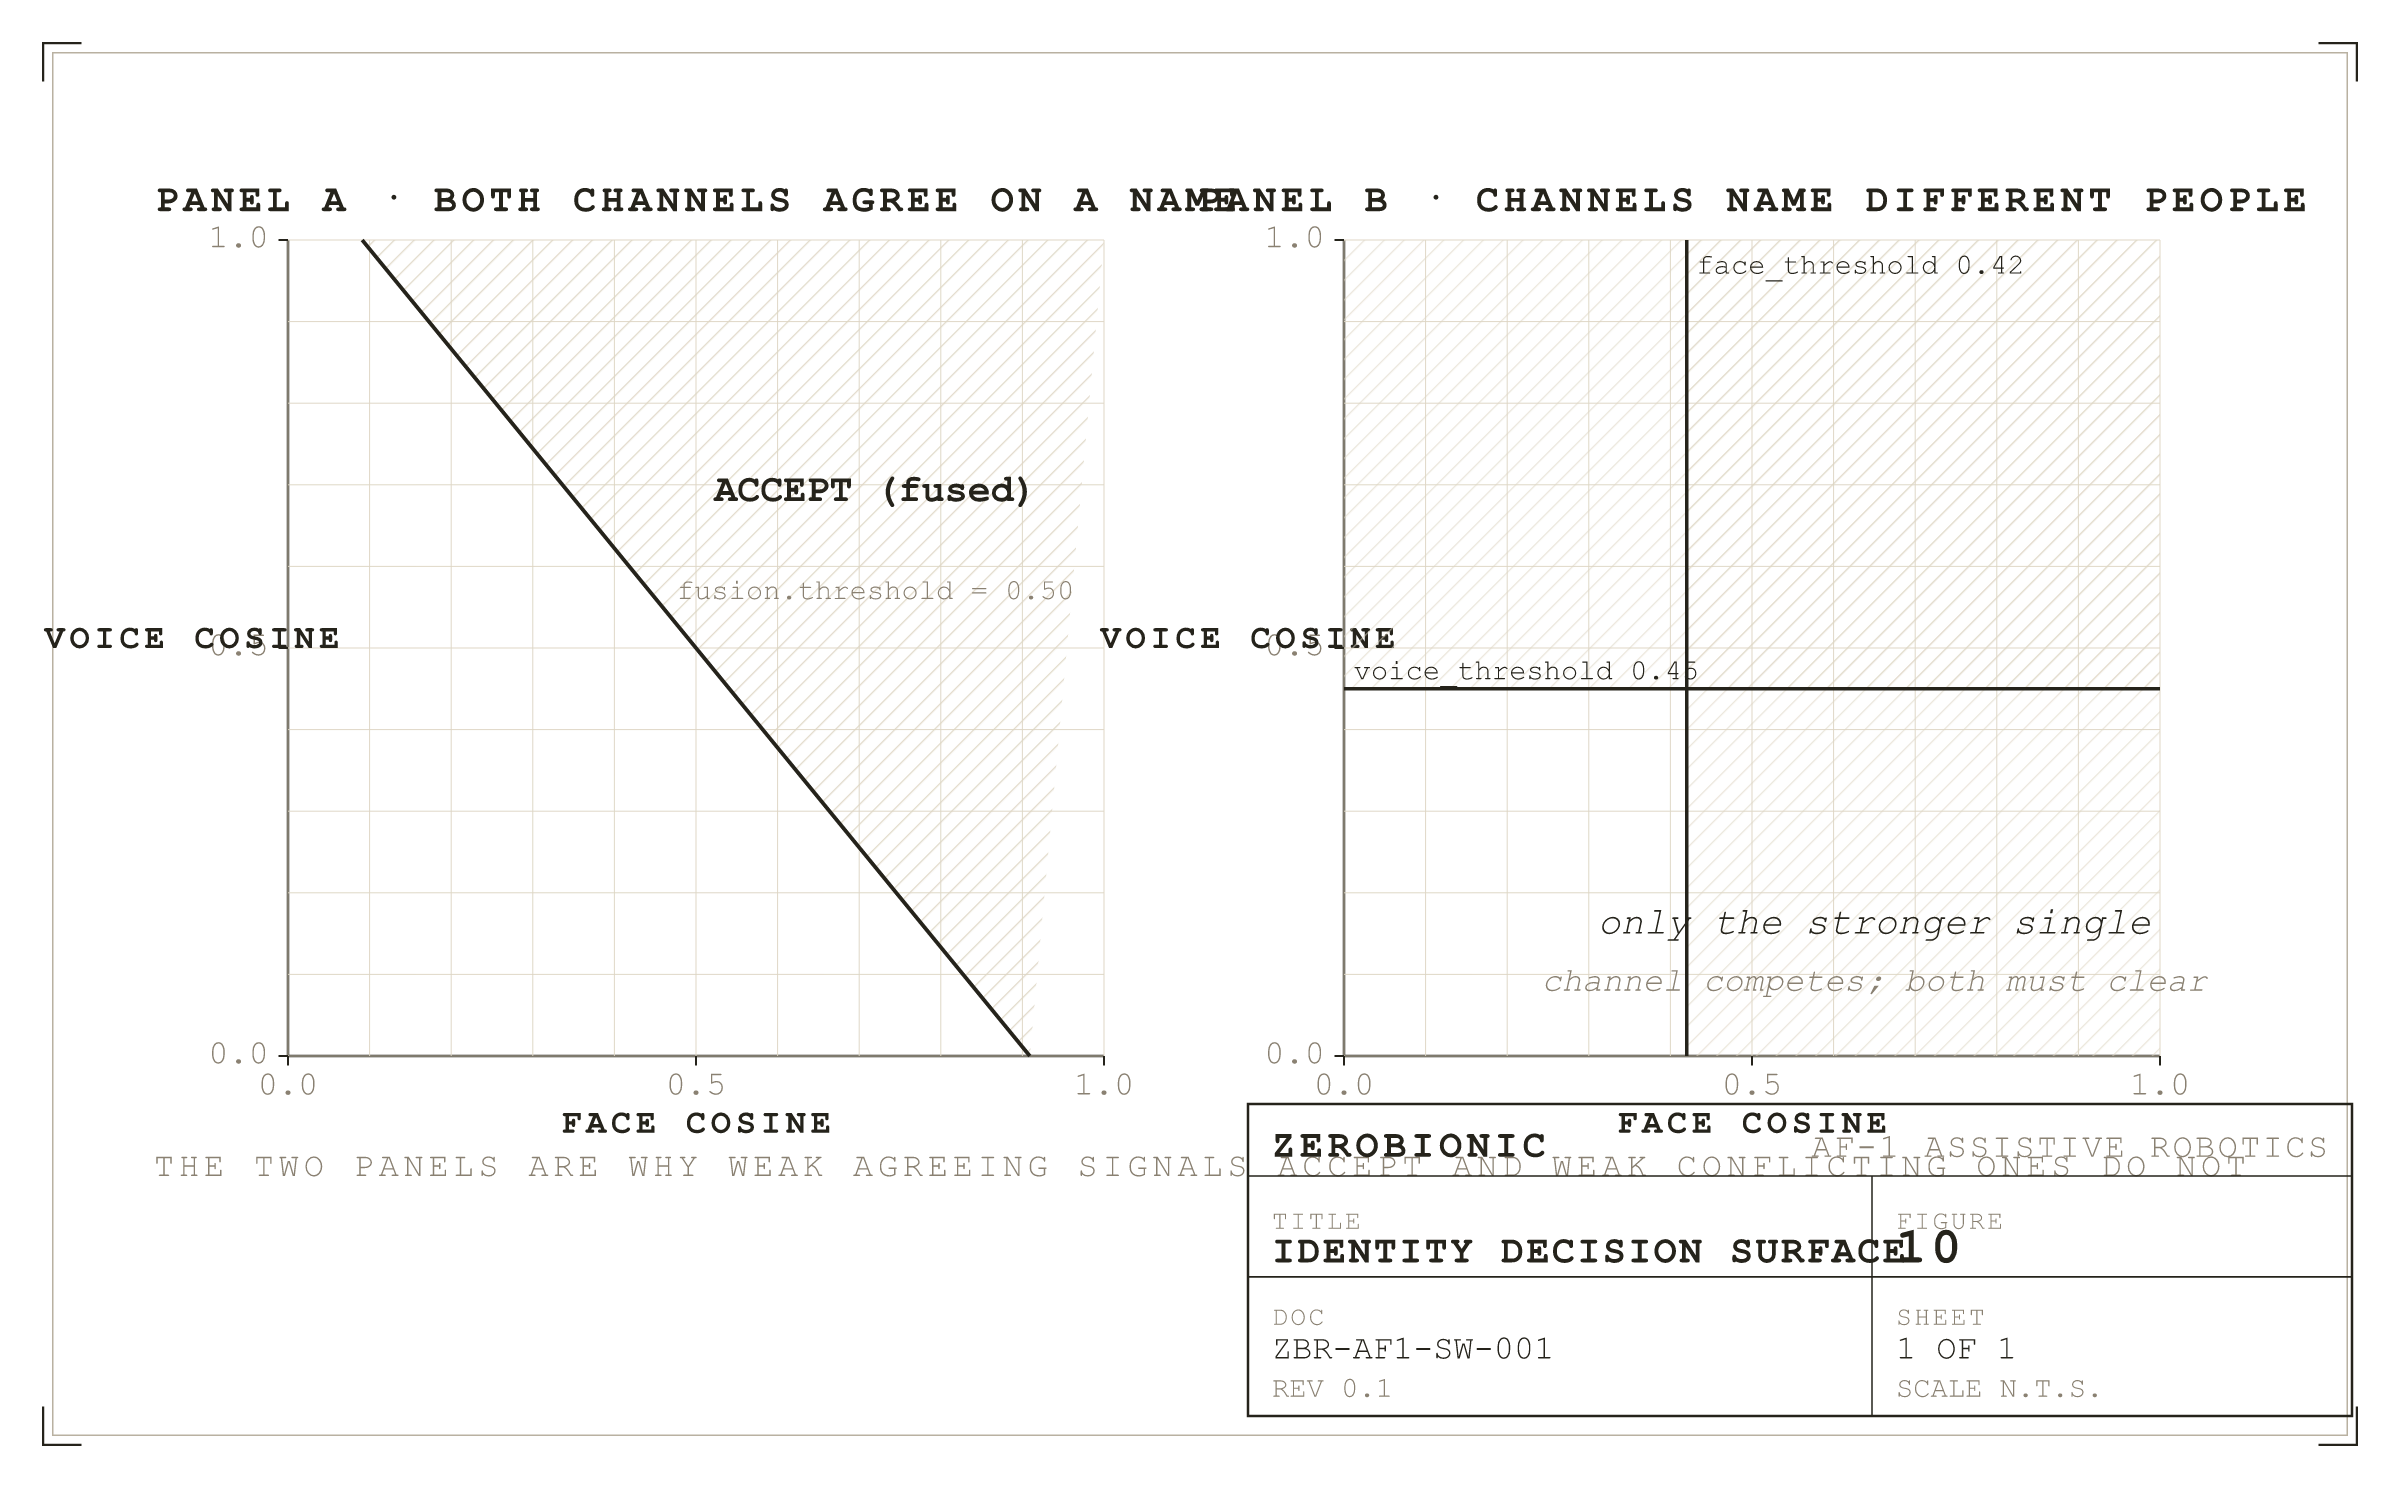 PANEL A · BOTH CHANNELS AGREE ON A NAME
PANEL B · CHANNELS NAME DIFFERENT PEOPLE
1.0
ACCEPT (fused)
fusion.threshold = 0.50
VOICE COSINE
0.5
0.0
0.0 0.5 1.0
FACE COSINE
1.0
face_threshold 0.42
VOICE COSINE
0.5
voice_threshold 0.45
only the stronger single
channel competes; both must clear
0.0
0.0 0.5 1.0
FACE COSINE
THE TWO PANELS ARE WHY WEAK AGREEING SIGNALS ACCEPT AND WEAK CONFLICTING ONES DO NOT
ZEROBIONIC
AF-1 ASSISTIVE ROBOTICS
TITLE
IDENTITY DECISION SURFACE
FIGURE
10
DOC
ZBR-AF1-SW-001
REV 0.1
SHEET
1 OF 1
SCALE N.T.S.